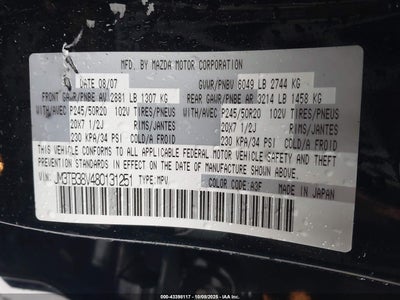 MFG. BY MAZDA MOTOR CORPORATION
DATE 08/07 GVWR/PNBV 6049 LB 2744 KG
FRONT GAWR/PNBE AV 2881 LB 1307 KG REAR GAWR/PNBE AR 3214 LB 1458 KG
WITH/AVEC P245/50R20 102V TIRES/PNEUS WITH/AVEC P245/50R20 102V TIRES/PNEUS
20X7 1/2J RIMS/JANTES 20X7 1/2J RIMS/JANTES
230 KPA/34 PSI COLD/A FROID 230 KPA/34 PSI COLD/A FROID
THIS VEHICLE CONFORMS TO ALL APPLICABLE FEDERAL MOTOR VEHICLE SAFETY AND THEFT
PREVENTION STANDARDS IN EFFECT ON THE DATE OF MANUFACTURE SHOWN ABOVE.
JM3TB38V480131251 TYPE:MPV COLOR CODE:A3F MADE IN JAPAN
000-43398117 - 10/09/2025 - IAA Inc.